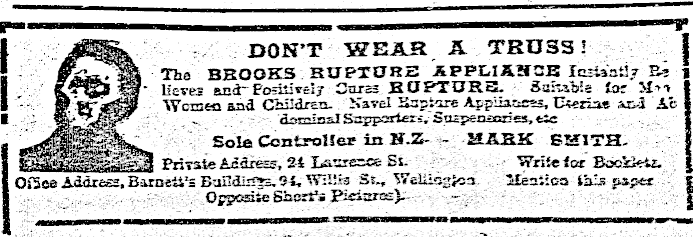 DON'T WEAR A TRUSS!
The BROOKS RUPTURE APPLIANCE Instantly Re-
lieves and Positively Cures RUPTURE. Suitable for Men
Women and Children. Navel Rupture Appliances, Uterine and Ab
dominal Supporters, Suspensories, etc
Sole Controller in N.Z. - MARK SMITH.
Private Address, 24 Laurence St. Write for Booklets.
Office Address, Barnett's Buildings, 94, Willis St., Wellington Mention this paper
Opposite Short's Pictures).